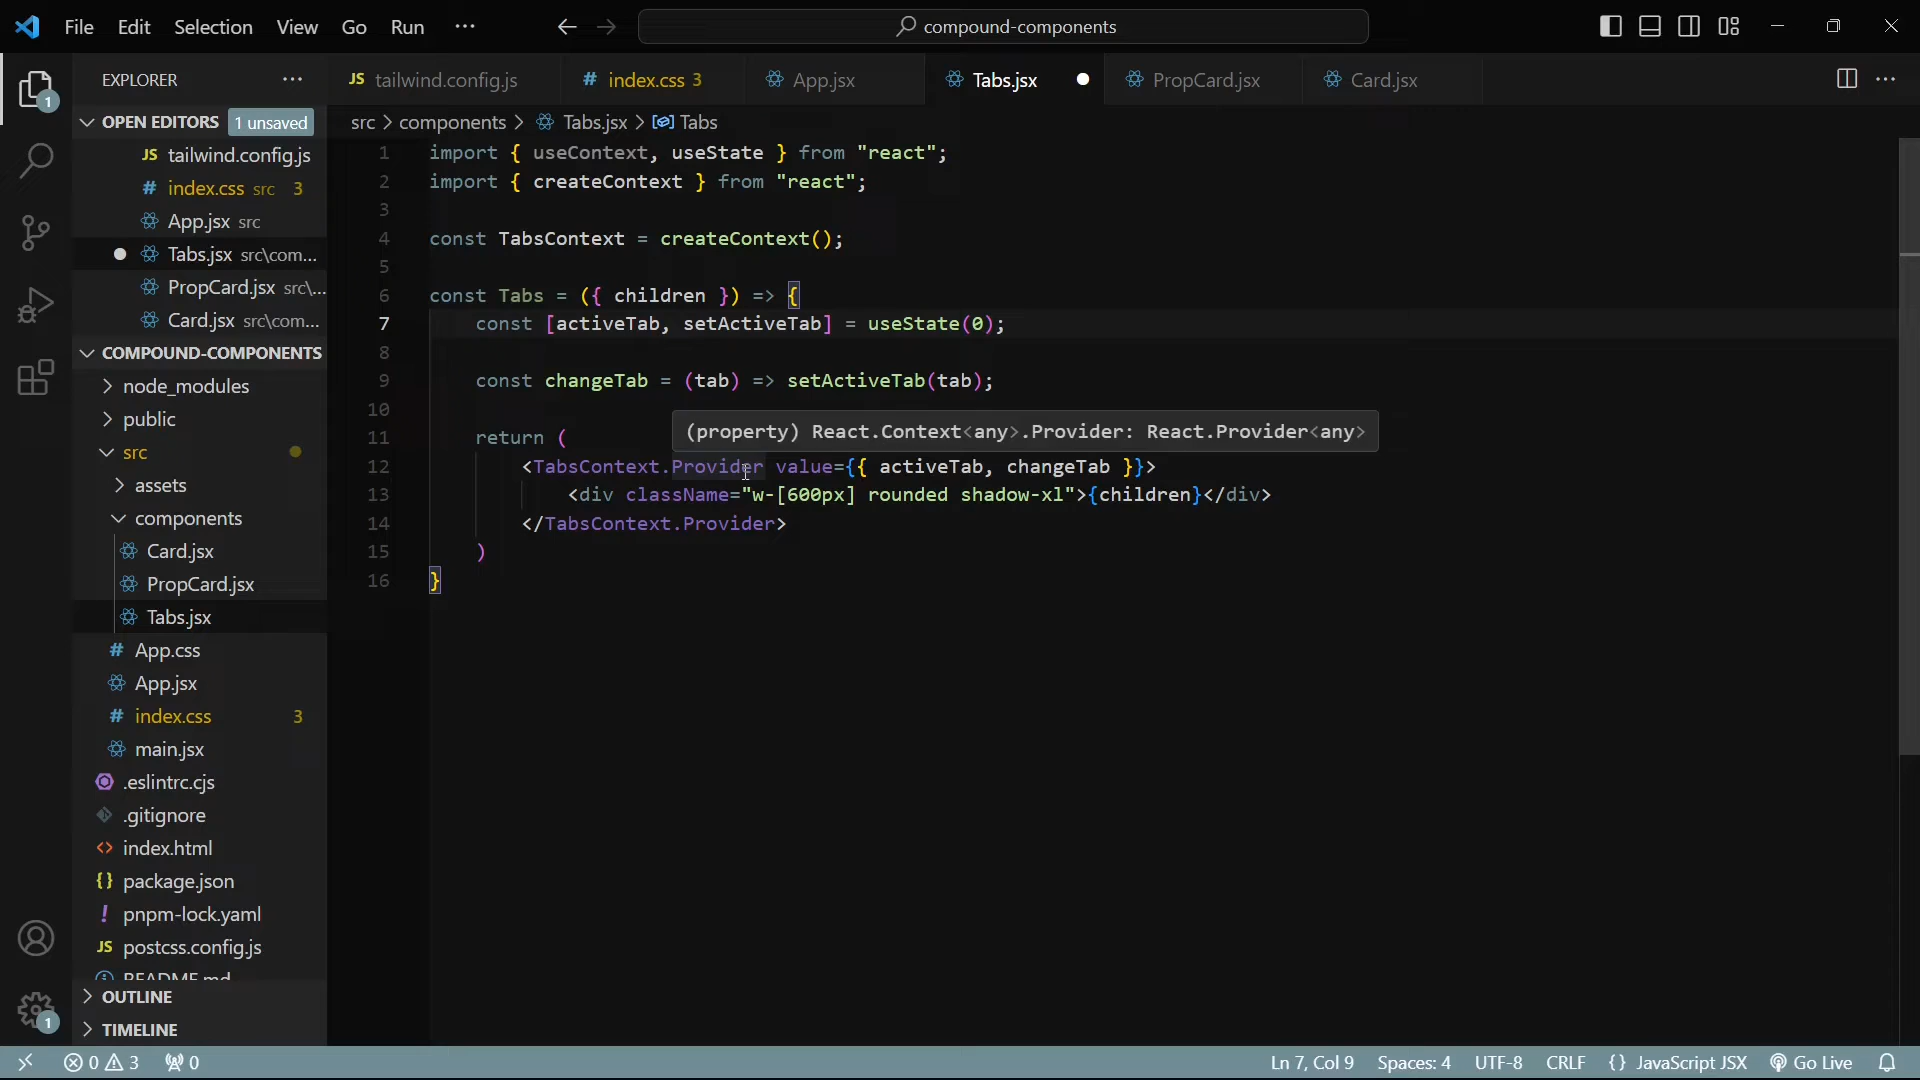 File Edit Selection View Go Run ··· compound-components
EXPLORER ···
JS tailwind.config.js # index.css 3 App.jsx Tabs.jsx PropCard.jsx Card.jsx ···
OPEN EDITORS 1 unsaved
JS tailwind.config.js
# index.css src 3
App.jsx src
Tabs.jsx src\com...
PropCard.jsx src\...
Card.jsx src\com...
COMPOUND-COMPONENTS
node_modules
public
src
assets
components
Card.jsx
PropCard.jsx
Tabs.jsx
# App.css
App.jsx
# index.css 3
main.jsx
.eslintrc.cjs
.gitignore
<> index.html
{} package.json
! pnpm-lock.yaml
JS postcss.config.js
README.md
OUTLINE
TIMELINE
1
1
src > components > Tabs.jsx > Tabs
1 import { useContext, useState } from "react";
2 import { createContext } from "react";
3
4 const TabsContext = createContext();
5
6 const Tabs = ({ children }) => {
7 const [activeTab, setActiveTab] = useState(0);
8
9 const changeTab = (tab) => setActiveTab(tab);
10
(property) React.Context<any>.Provider: React.Provider<any>
11 return (
12 <TabsContext.Provider value={{ activeTab, changeTab }}>
13 <div className="w-[600px] rounded shadow-xl">{children}</div>
14 </TabsContext.Provider>
15 )
16 }
0 3 0 Ln 7, Col 9 Spaces: 4 UTF-8 CRLF {} JavaScript JSX Go Live